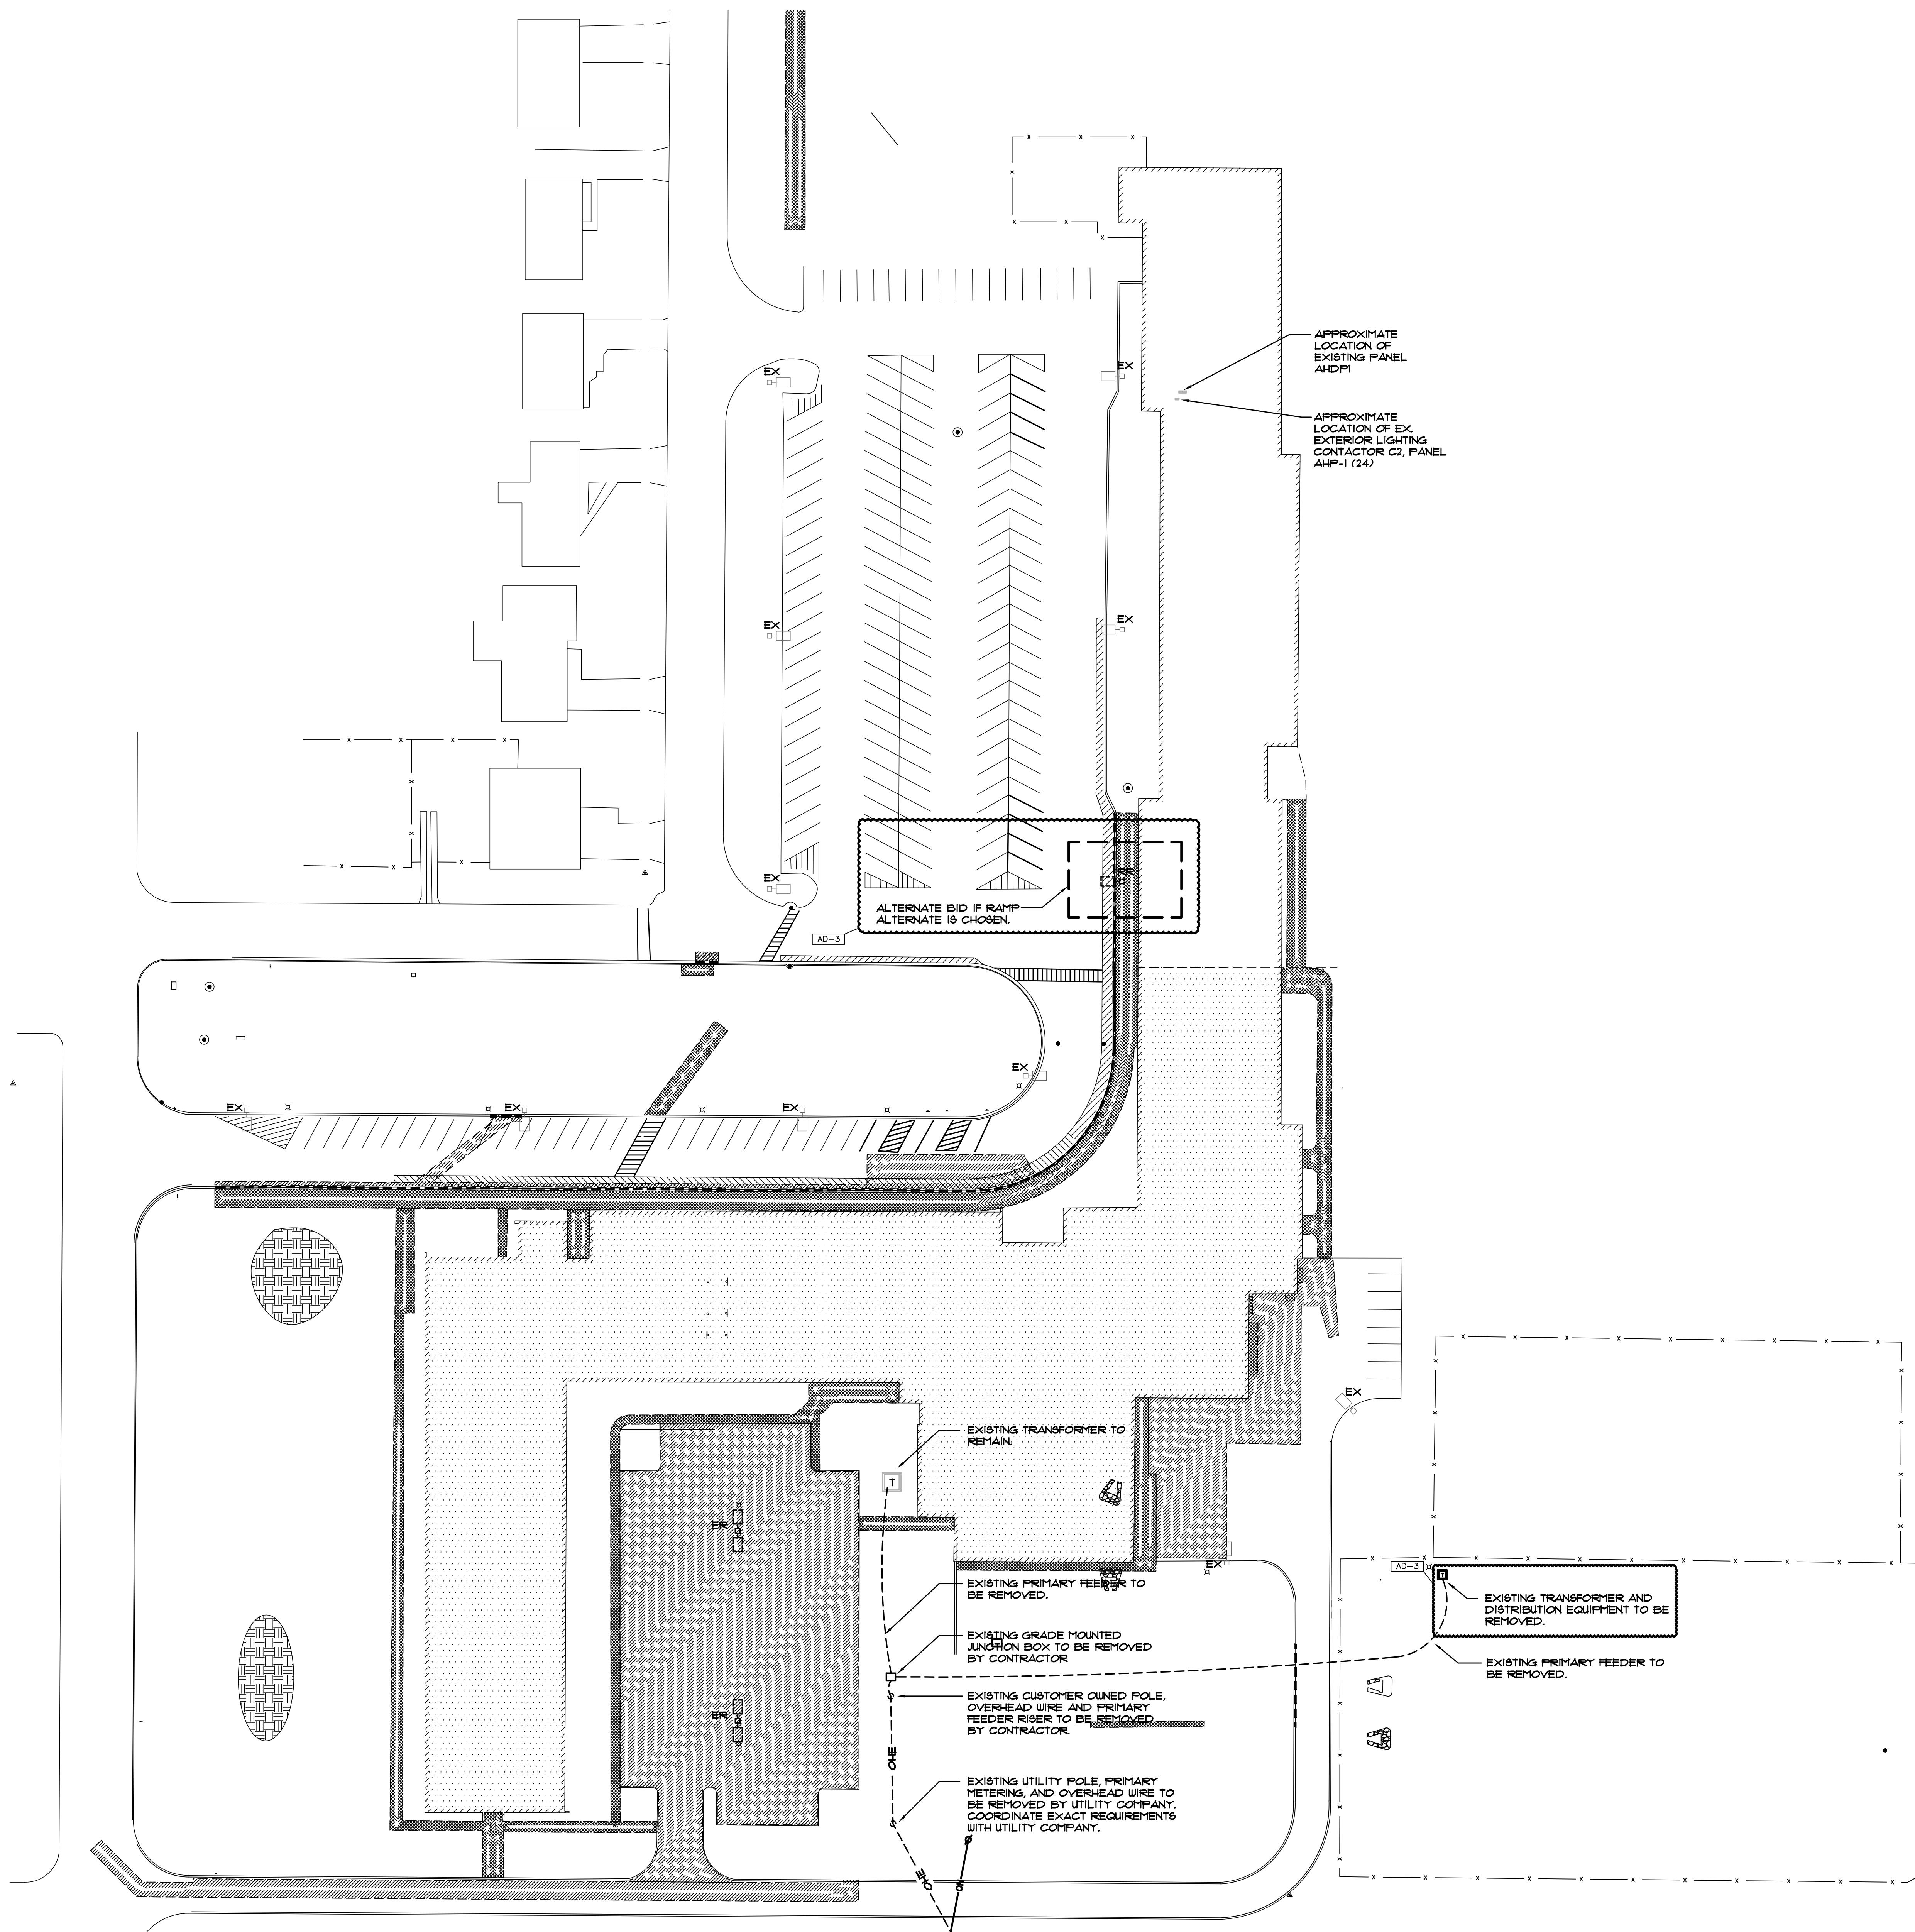 APPROXIMATE
LOCATION OF
EXISTING PANEL
AHDP1
EX
EX
APPROXIMATE
LOCATION OF EX.
EXTERIOR LIGHTING
CONTACTOR C2, PANEL
AHP-1 (24)
EX
EX
EX
RR
ALTERNATE BID IF RAMP
ALTERNATE IS CHOSEN.
AD-3
EX
EX
EX
EX
EX
EXISTING TRANSFORMER TO
REMAIN.
T
ER
EX
AD-3
T
EXISTING TRANSFORMER AND
DISTRIBUTION EQUIPMENT TO BE
REMOVED.
EXISTING PRIMARY FEEDER TO
BE REMOVED.
EXISTING GRADE MOUNTED
JUNCTION BOX TO BE REMOVED
BY CONTRACTOR
EXISTING PRIMARY FEEDER TO
BE REMOVED.
EXISTING CUSTOMER OWNED POLE,
OVERHEAD WIRE AND PRIMARY
FEEDER RISER TO BE REMOVED
BY CONTRACTOR.
ER
OHE
EXISTING UTILITY POLE, PRIMARY
METERING, AND OVERHEAD WIRE TO
BE REMOVED BY UTILITY COMPANY.
COORDINATE EXACT REQUIREMENTS
WITH UTILITY COMPANY.
OHE
OH